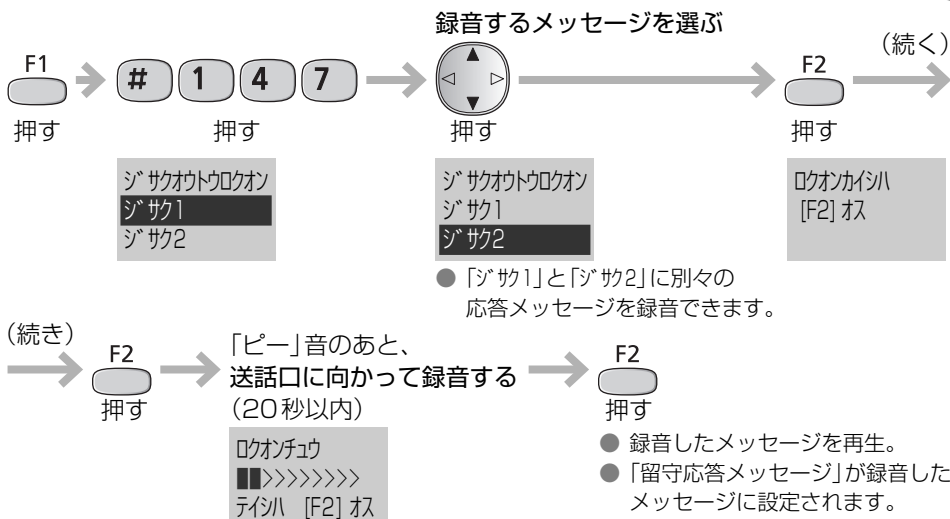 録音するメッセージを選ぶ
F1
# 1 4 7
F2
(続く)
押す
押す
押す
押す
ジサクオウトウロクオン
ジサク1
ジサク2
ジサクオウトウロクオン
ジサク1
ジサク2
ロクオンカイシハ
[F2] オス
●「ジサク1」と「ジサク2」に別々の
応答メッセージを録音できます。
(続き)
F2
押す
「ピー」音のあと、
送話口に向かって録音する
(20秒以内)
ロクオンチュウ
▮▮>>>>>>>>
テイシハ [F2] オス
F2
押す
● 録音したメッセージを再生。
●「留守応答メッセージ」が録音した
メッセージに設定されます。